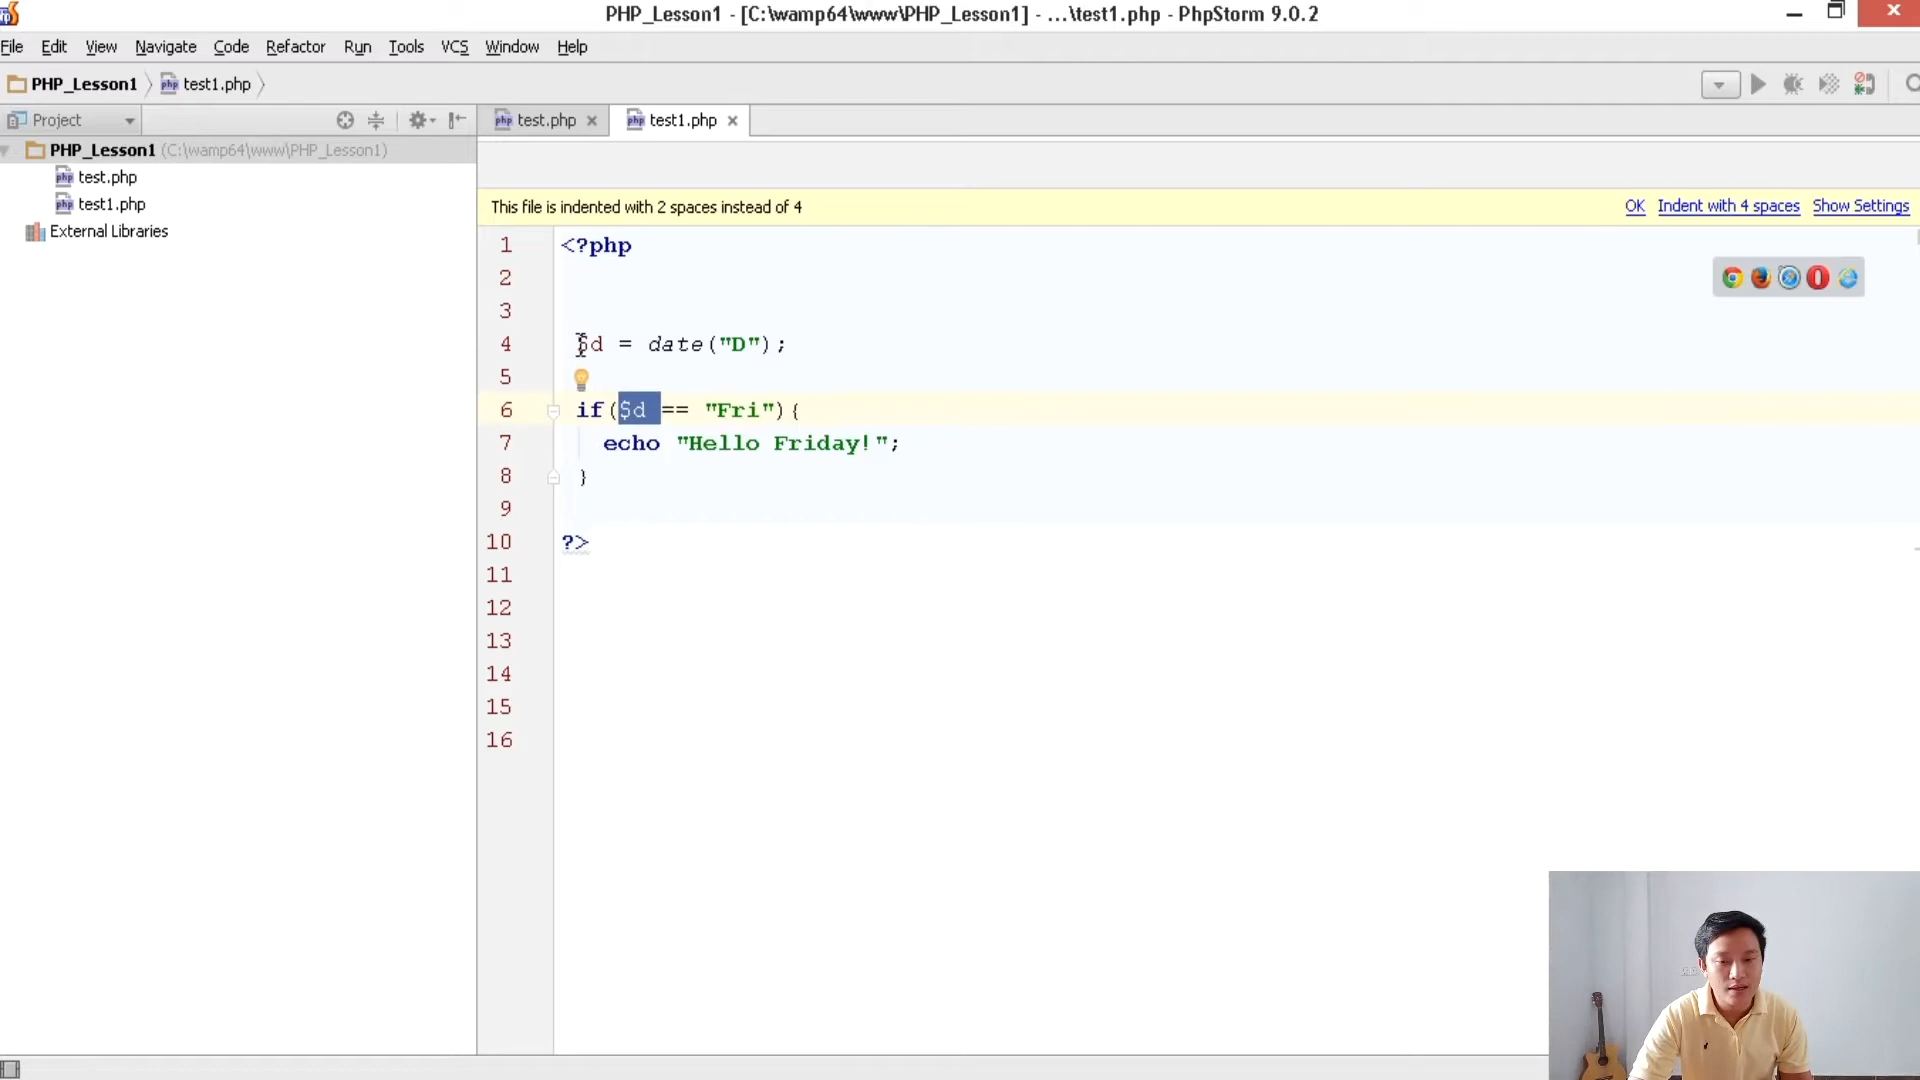 PHP_Lesson1 - [C:\wamp64\www\PHP_Lesson1] - ...\test1.php - PhpStorm 9.0.2
File Edit View Navigate Code Refactor Run Tools VCS Window Help
PHP_Lesson1 test1.php
Project
test.php test1.php
PHP_Lesson1 (C:\wamp64\www\PHP_Lesson1)
test.php
test1.php
External Libraries
This file is indented with 2 spaces instead of 4 OK Indent with 4 spaces Show Settings
1 <?php
2
3
4 $d = date("D");
5
6 if($d == "Fri"){
7 echo "Hello Friday!";
8 }
9
10 ?>
11
12
13
14
15
16